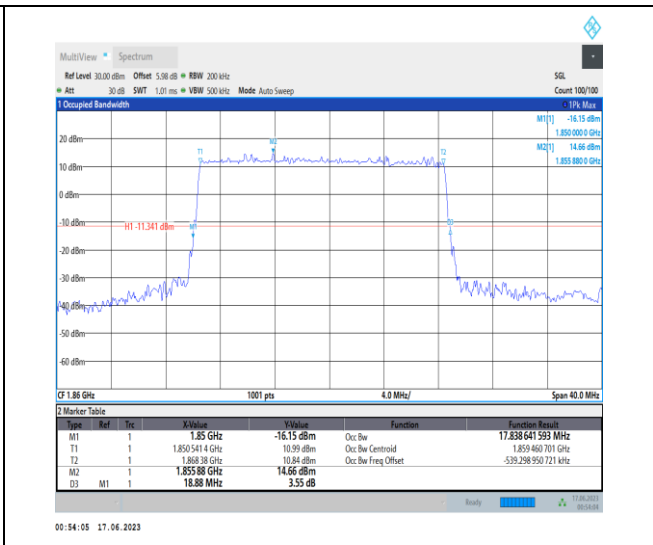 MultiView Spectrum
Ref Level 30.00 dBm Offset 5.98 dB RBW 200 kHz SGL
Att 30 dB SWT 1.01 ms VBW 500 kHz Mode Auto Sweep Count 100/100
1 Occupied Bandwidth 1Pk Max
M1[1] -16.15 dBm
1.850 000 0 GHz
M2[1] 14.66 dBm
1.855 880 0 GHz
20 dBm
M2
T1
T2
10 dBm
0 dBm
-10 dBm
H1 -11.341 dBm
M1
D3
-20 dBm
-30 dBm
-40 dBm
-50 dBm
-60 dBm
CF 1.86 GHz 1001 pts 4.0 MHz/ Span 40.0 MHz
2 Marker Table
Type Ref Trc X-Value Y-Value Function Function Result
M1 1 1.85 GHz -16.15 dBm Occ Bw 17.838 641 593 MHz
T1 1 1.850 541 4 GHz 10.99 dBm Occ Bw Centroid 1.859 460 701 GHz
T2 1 1.868 38 GHz 10.84 dBm Occ Bw Freq Offset -539.298 950 721 kHz
M2 1 1.855 88 GHz 14.66 dBm
D3 M1 1 18.88 MHz 3.55 dB
Ready 17.06.2023
00:54:04
00:54:05 17.06.2023